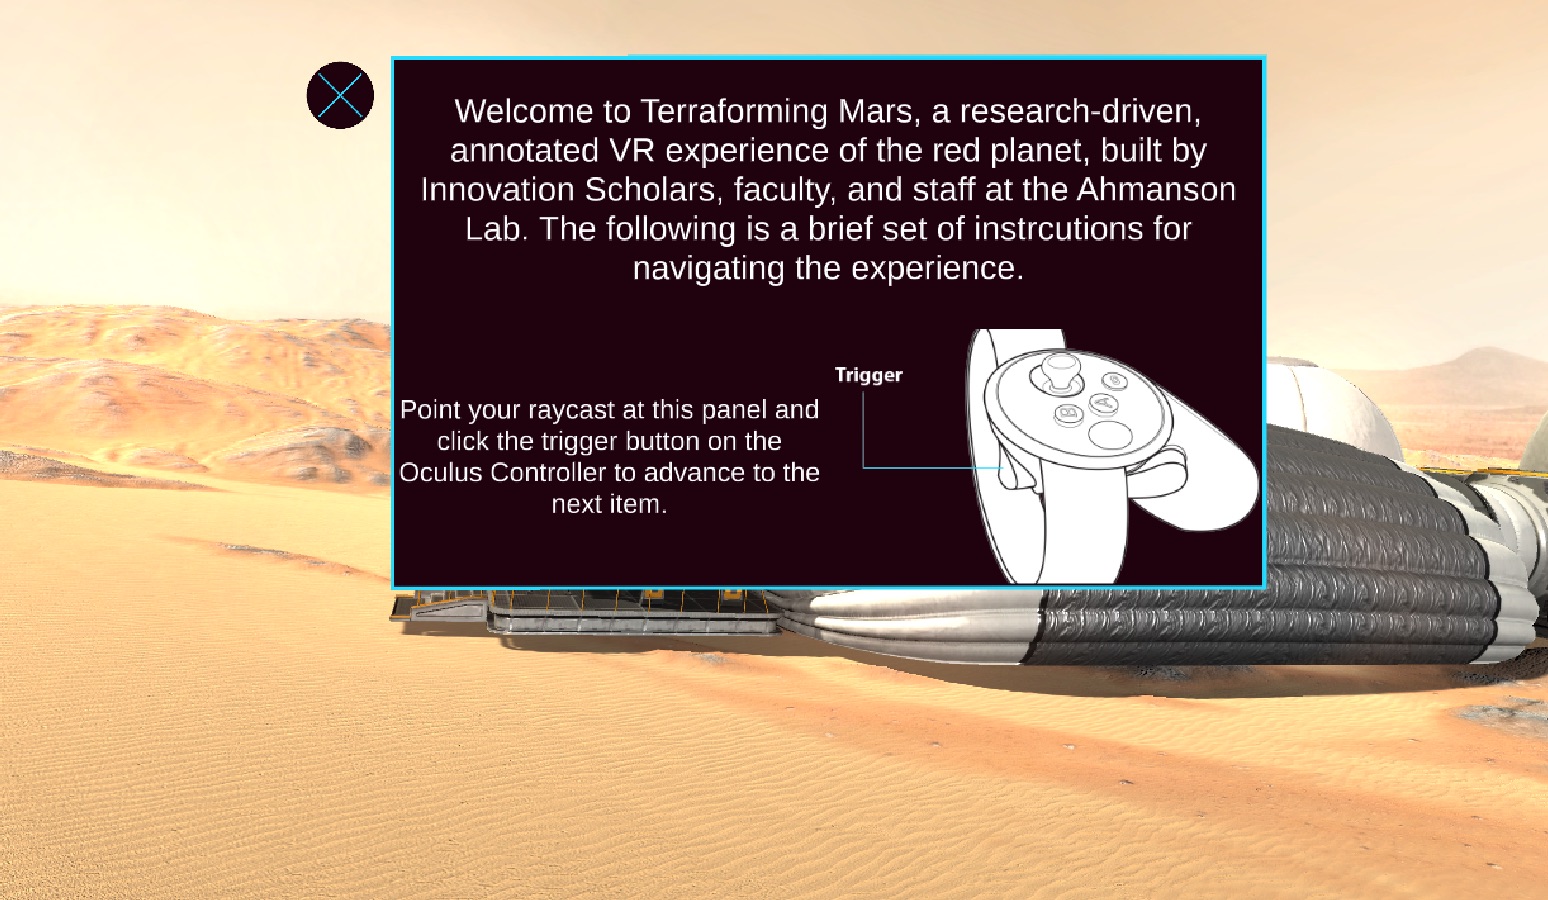 Welcome to Terraforming Mars, a research-driven,
annotated VR experience of the red planet, built by
Innovation Scholars, faculty, and staff at the Ahmanson
Lab. The following is a brief set of instrcutions for
navigating the experience.
Trigger
Point your raycast at this panel and
click the trigger button on the
Oculus Controller to advance to the
next item.
B
A